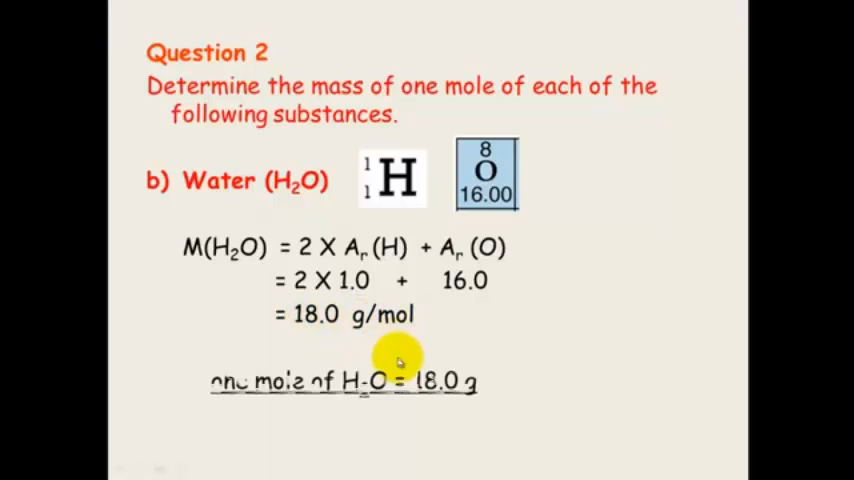 Question 2
Determine the mass of one mole of each of the
following substances.
b) Water (H₂O)
1
1 H
8
O
16.00
M(H₂O) = 2 X Aᵣ (H) + Aᵣ (O)
= 2 X 1.0 + 16.0
= 18.0 g/mol
one mole of H₂O = 18.0 g